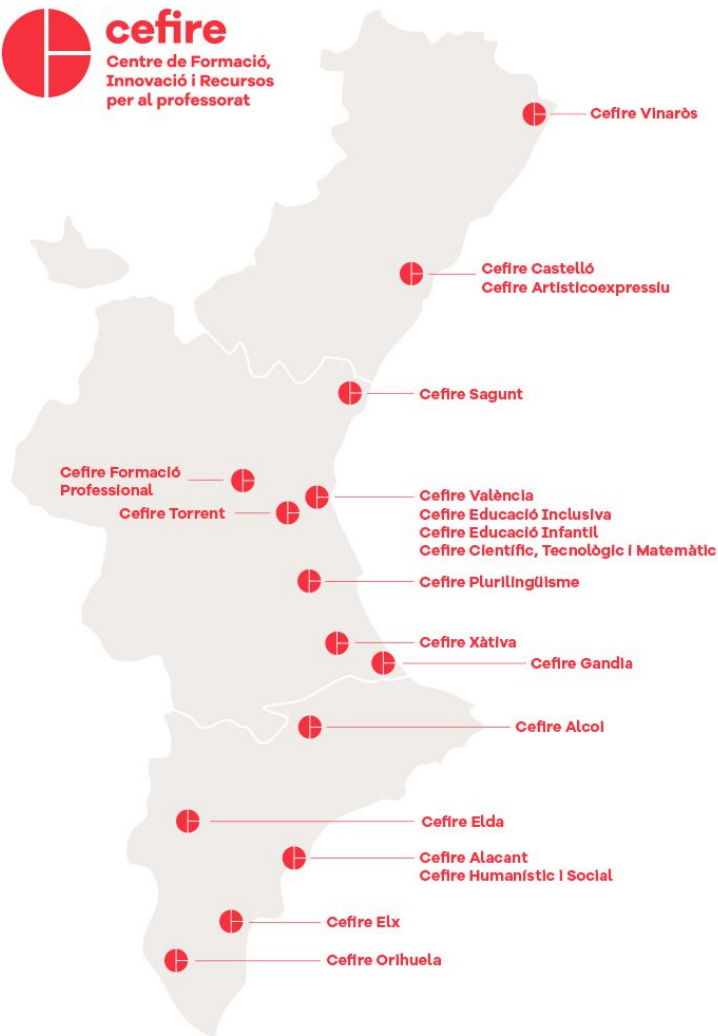 cefire
Centre de Formació,
Innovació i Recursos
per al professorat
Cefire Vinaròs
Cefire Castelló
Cefire Artisticoexpressiu
Cefire Sagunt
Cefire Formació
Professional
Cefire Torrent
Cefire València
Cefire Educació Inclusiva
Cefire Educació Infantil
Cefire Científic, Tecnològic i Matemàtic
Cefire Plurilingüisme
Cefire Xàtiva
Cefire Gandia
Cefire Alcoi
Cefire Elda
Cefire Alacant
Cefire Humanístic i Social
Cefire Elx
Cefire Orihuela